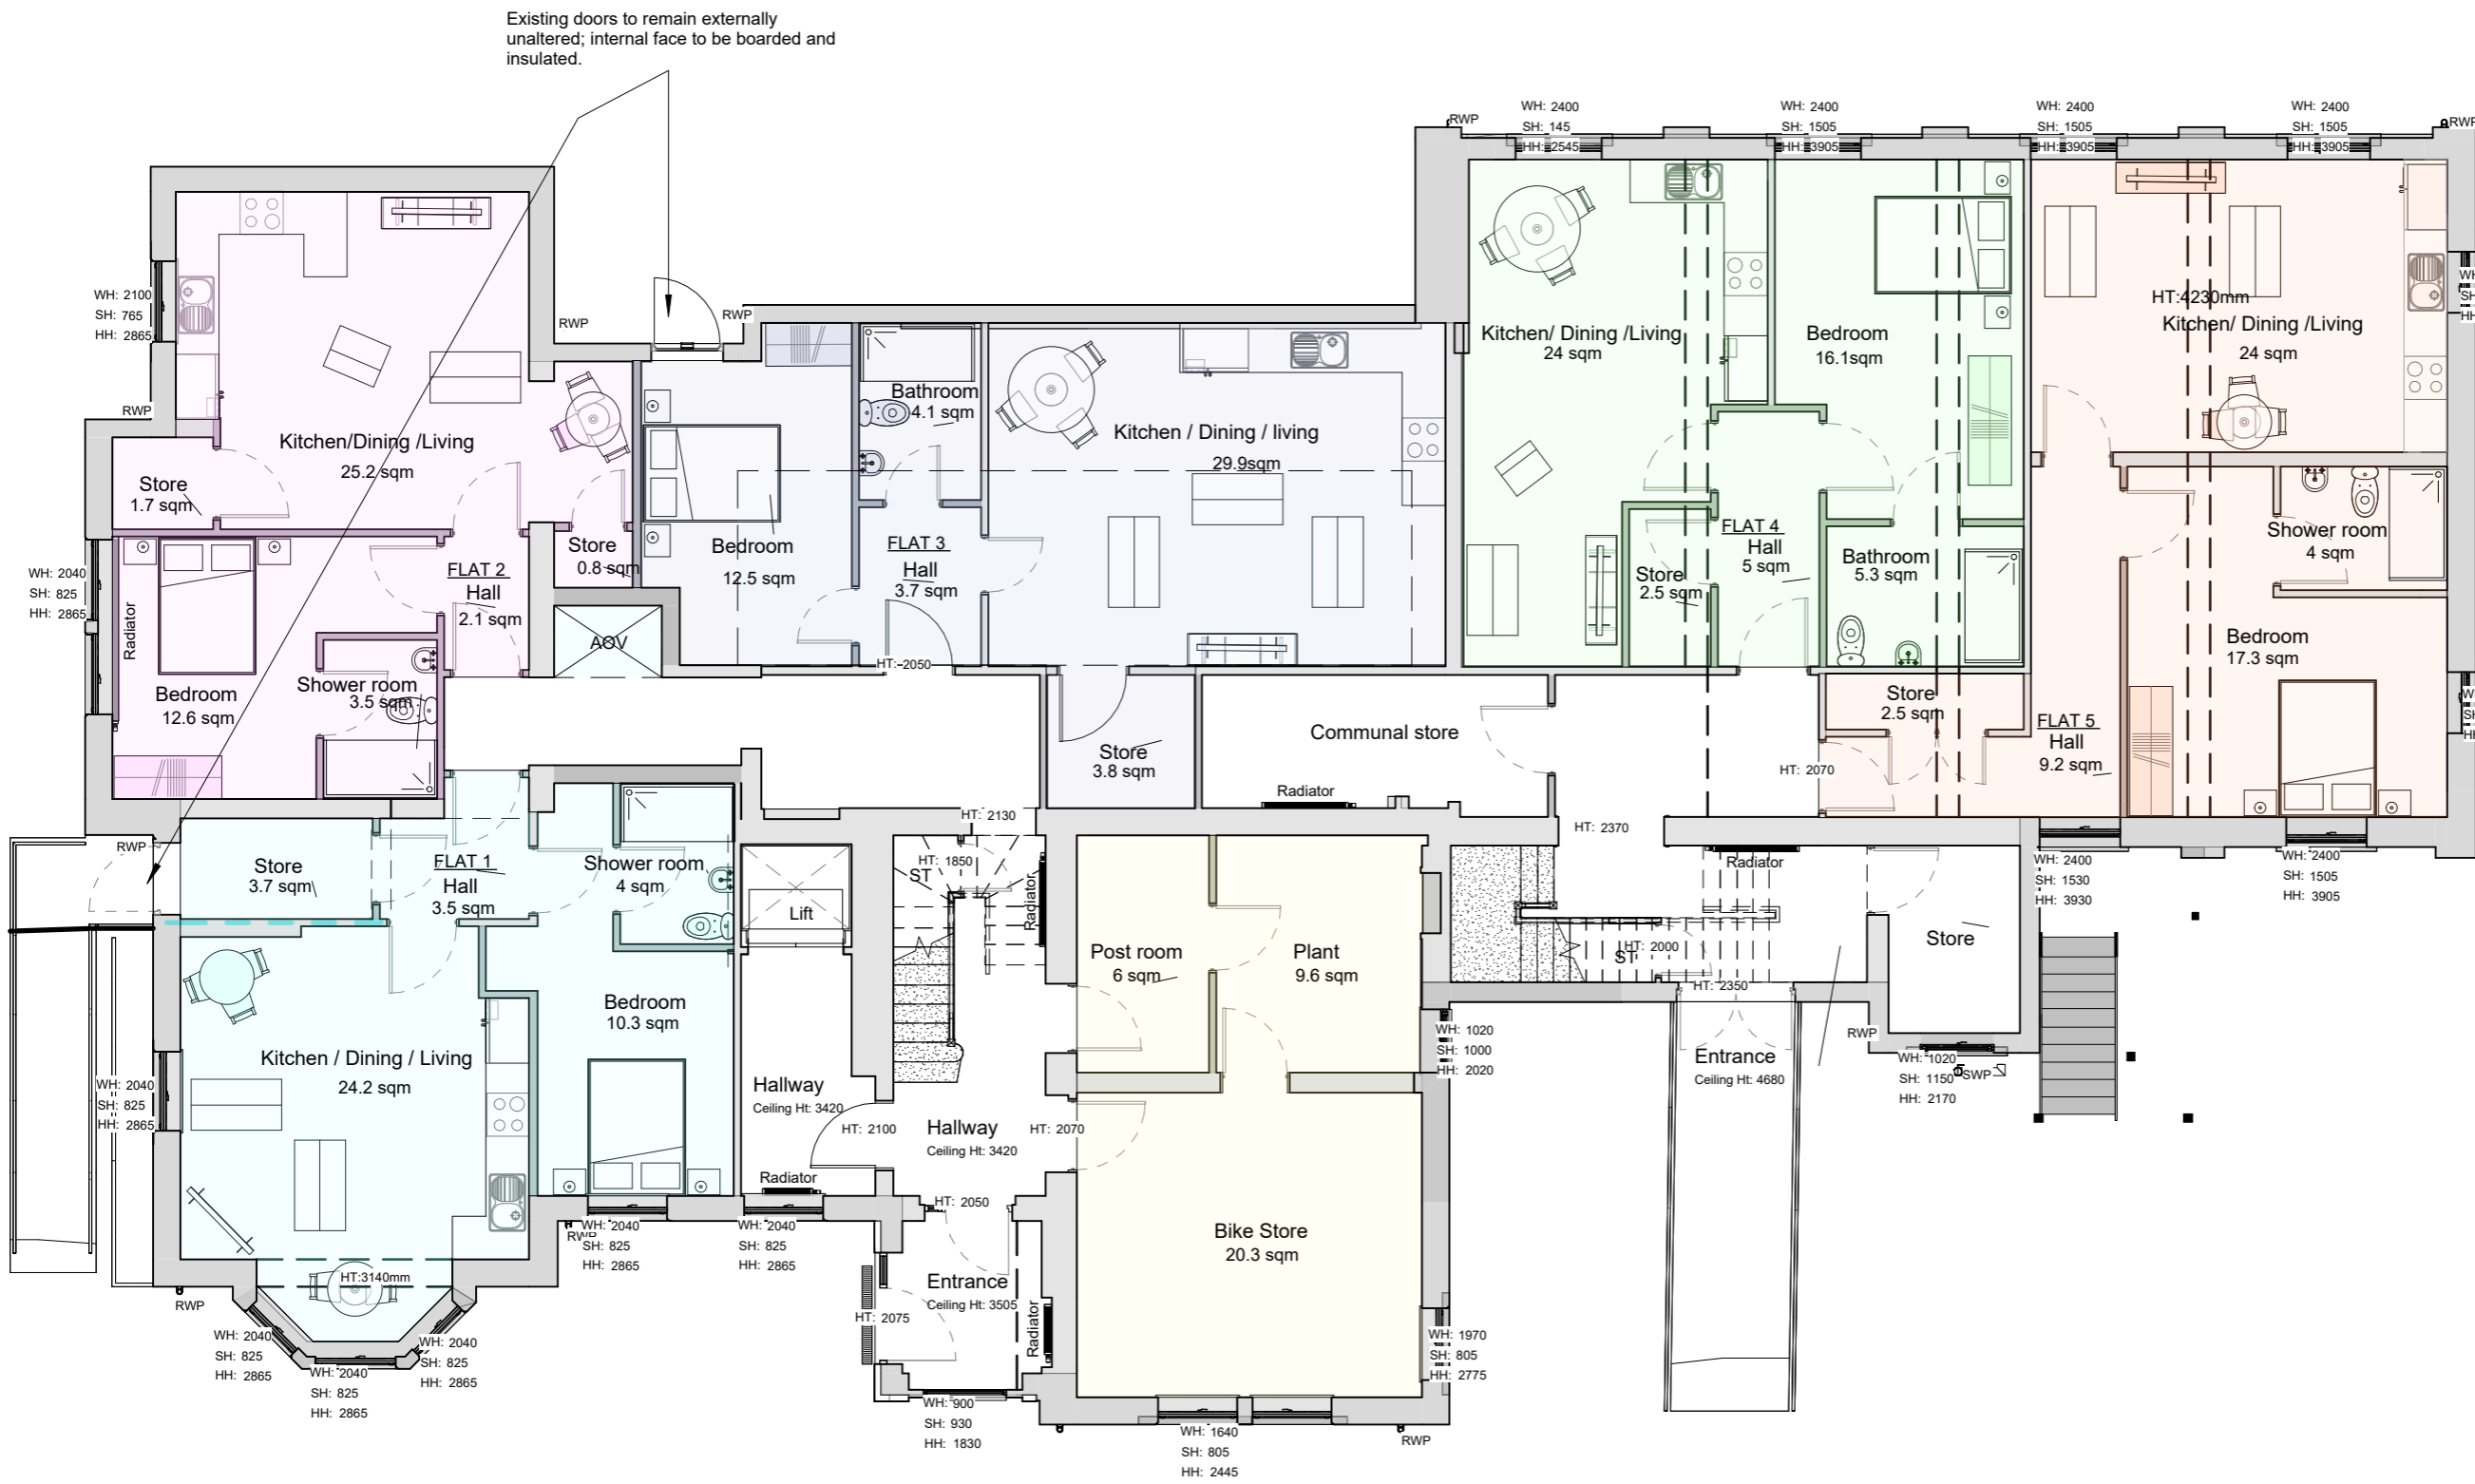 Existing doors to remain externally
unaltered; internal face to be boarded and
insulated.
WH: 2400
SH: 145
HH: 2545
WH: 2400
SH: 1505
HH: 3905
WH: 2400
SH: 1505
HH: 3905
WH: 2400
SH: 1505
HH: 3905
RWP
RWP
WH: 2100
SH: 765
HH: 2865
RWP
RWP
RWP
Kitchen/Dining /Living
25.2 sqm
Store
1.7 sqm
Store
0.8 sqm
FLAT 2
Hall
2.1 sqm
WH: 2040
SH: 825
HH: 2865
Radiator
Bedroom
12.6 sqm
Shower room
3.5 sqm
AOV
Bedroom
12.5 sqm
Bathroom
4.1 sqm
FLAT 3
Hall
3.7 sqm
HT: 2050
Kitchen / Dining / living
29.9sqm
Store
3.8 sqm
Kitchen/ Dining /Living
24 sqm
Bedroom
16.1sqm
FLAT 4
Hall
5 sqm
Store
2.5 sqm
Bathroom
5.3 sqm
HT:4230mm
Kitchen/ Dining /Living
24 sqm
Shower room
4 sqm
Bedroom
17.3 sqm
Store
2.5 sqm
FLAT 5
Hall
9.2 sqm
HT: 2070
Communal store
Radiator
HT: 2130
HT: 2370
RWP
Store
3.7 sqm
FLAT 1
Hall
3.5 sqm
Shower room
4 sqm
Lift
HT: 1850
ST
Radiator
Post room
6 sqm
Plant
9.6 sqm
Radiator
HT: 2000
ST
HT: 2350
Store
WH: 2400
SH: 1530
HH: 3930
WH: 2400
SH: 1505
HH: 3905
Kitchen / Dining / Living
24.2 sqm
WH: 2040
SH: 825
HH: 2865
Bedroom
10.3 sqm
Hallway
Ceiling Ht: 3420
HT: 2100
Hallway
Ceiling Ht: 3420
HT: 2070
WH: 1020
SH: 1000
HH: 2020
Entrance
Ceiling Ht: 4680
RWP
WH: 1020
SH: 1150
HH: 2170
SWP
Radiator
HT: 2050
RWP
WH: 2040
SH: 825
HH: 2865
WH: 2040
SH: 825
HH: 2865
Bike Store
20.3 sqm
HT:3140mm
RWP
Entrance
Ceiling Ht: 3505
HT: 2075
Radiator
WH: 2040
SH: 825
HH: 2865
WH: 2040
SH: 825
HH: 2865
WH: 2040
SH: 825
HH: 2865
WH: 900
SH: 930
HH: 1830
WH: 1970
SH: 805
HH: 2775
WH: 1640
SH: 805
HH: 2445
RWP